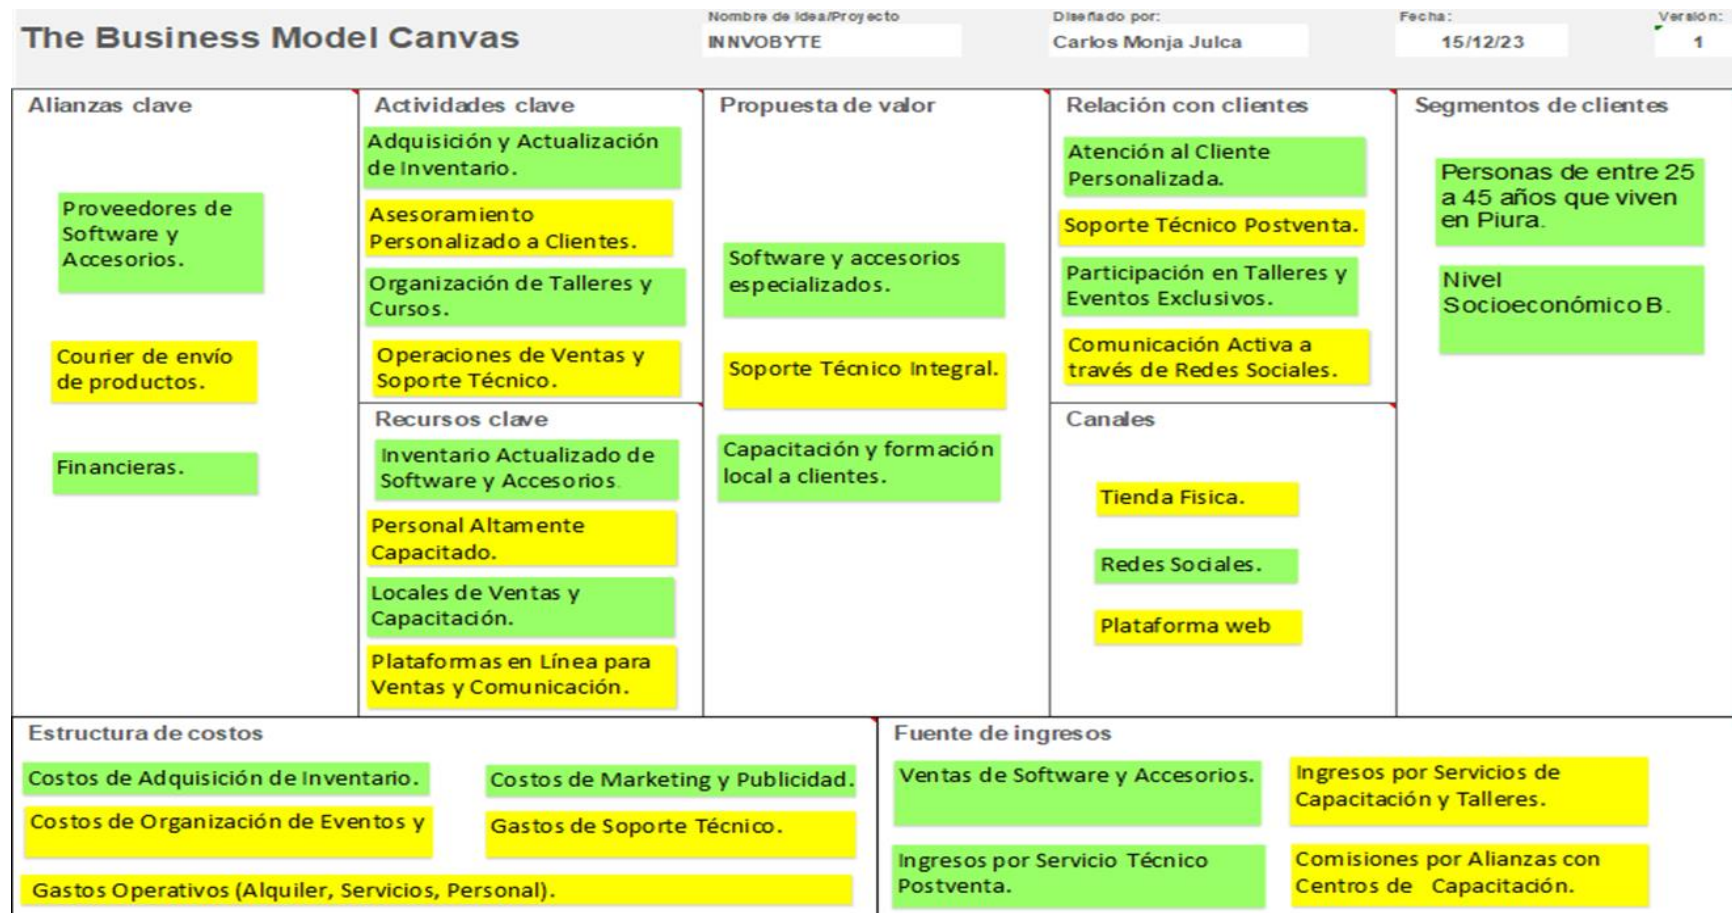 The Business Model Canvas
Nombre de Idea/Proyecto
INNVOBYTE
Diseñado por:
Carlos Monja Julca
Fecha:
15/12/23
Versión:
1
Alianzas clave
Proveedores de
Software y
Accesorios.
Courier de envío
de productos.
Financieras.
Actividades clave
Adquisición y Actualización
de Inventario.
Asesoramiento
Personalizado a Clientes.
Organización de Talleres y
Cursos.
Operaciones de Ventas y
Soporte Técnico.
Recursos clave
Inventario Actualizado de
Software y Accesorios.
Personal Altamente
Capacitado.
Locales de Ventas y
Capacitación.
Plataformas en Línea para
Ventas y Comunicación.
Propuesta de valor
Software y accesorios
especializados.
Soporte Técnico Integral.
Capacitación y formación
local a clientes.
Relación con clientes
Atención al Cliente
Personalizada.
Soporte Técnico Postventa.
Participación en Talleres y
Eventos Exclusivos.
Comunicación Activa a
través de Redes Sociales.
Canales
Tienda Fisica.
Redes Sociales.
Plataforma web
Segmentos de clientes
Personas de entre 25
a 45 años que viven
en Piura.
Nivel
Socioeconómico B.
Estructura de costos
Costos de Adquisición de Inventario.
Costos de Marketing y Publicidad.
Costos de Organización de Eventos y
Gastos de Soporte Técnico.
Gastos Operativos (Alquiler, Servicios, Personal).
Fuente de ingresos
Ventas de Software y Accesorios.
Ingresos por Servicios de
Capacitación y Talleres.
Ingresos por Servicio Técnico
Postventa.
Comisiones por Alianzas con
Centros de Capacitación.